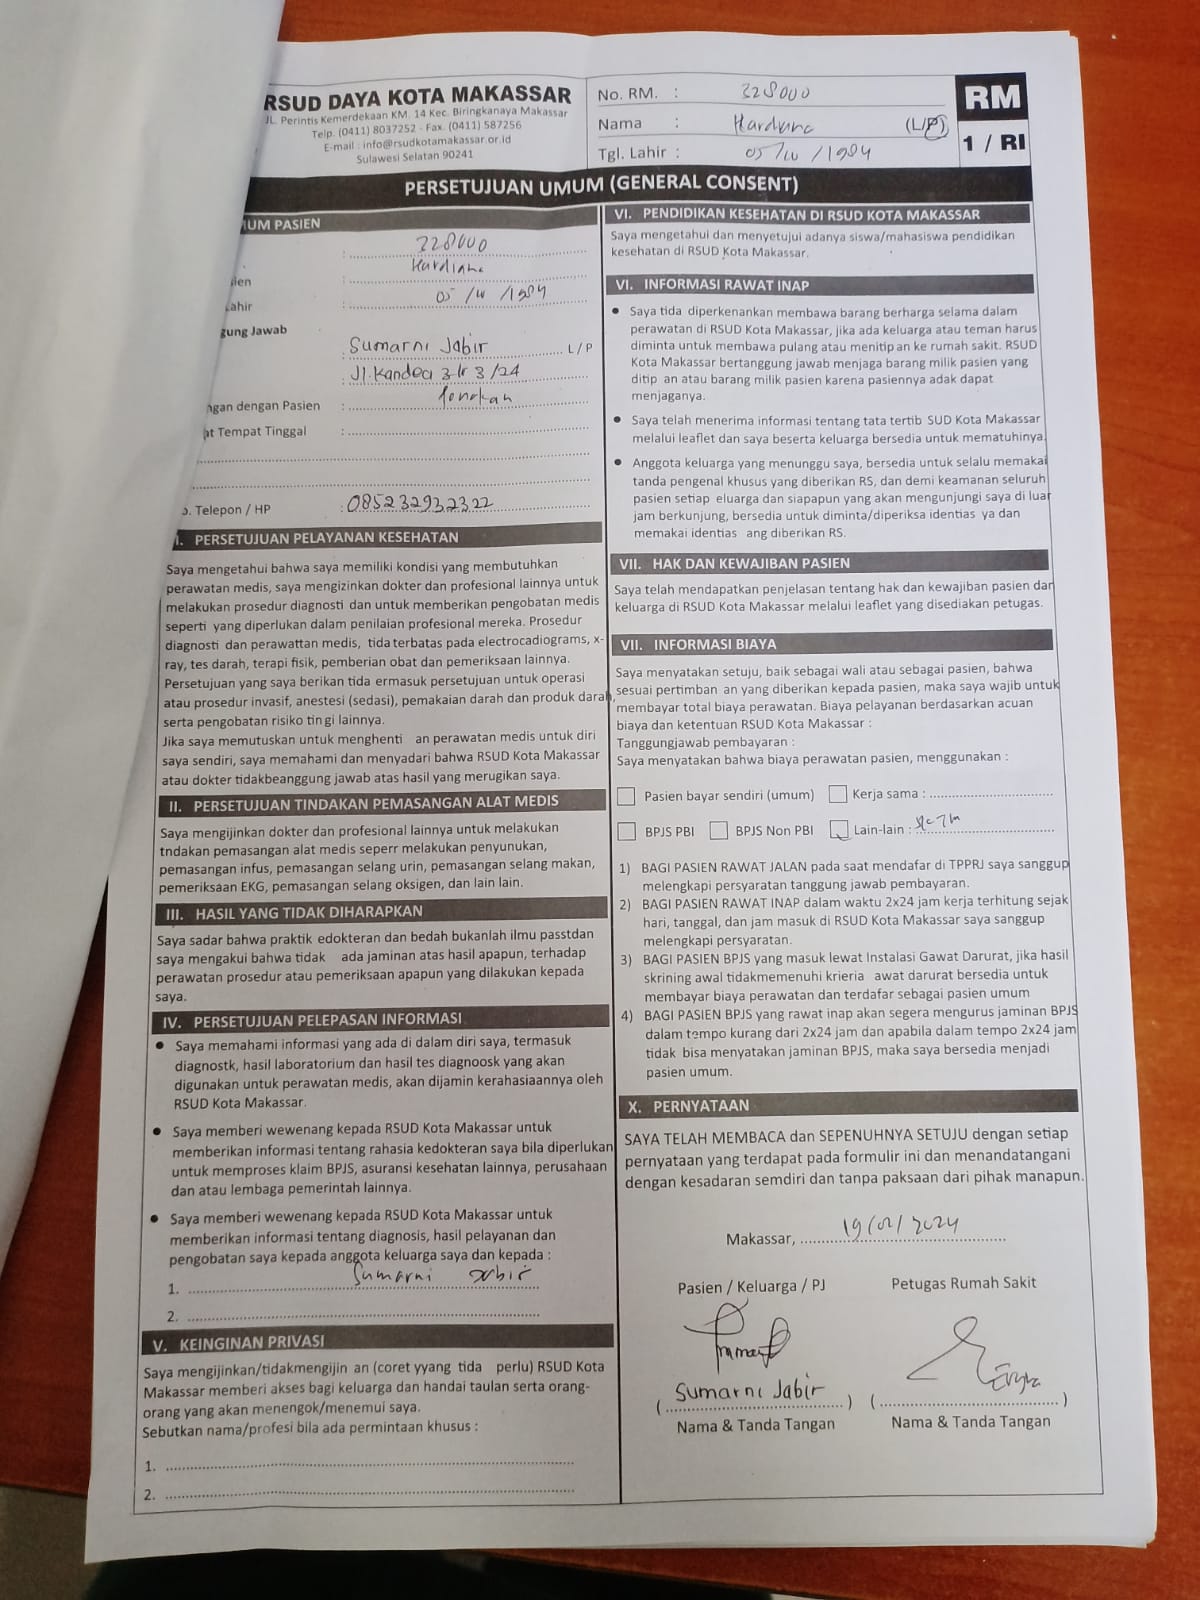 RSUD DAYA KOTA MAKASSAR
JL. Perintis Kemerdekaan KM. 14 Kec. Biringkanaya Makassar
Telp. (0411) 8037252 - Fax. (0411) 587256
E-mail : info@rsudkotamakassar.or.id
Sulawesi Selatan 90241
No. RM. : 328000
Nama : (L/P)
Tgl. Lahir : /1984
RM
1 / RI
PERSETUJUAN UMUM (GENERAL CONSENT)
UM PASIEN
: 328000
ien : Hardiana
ahir : /1984
gung Jawab
: Sumarni Jabir L/P
: Jl. Kandea 3 lr 3/24
ngan dengan Pasien :
at Tempat Tinggal :
o. Telepon / HP : 085232932322
I. PERSETUJUAN PELAYANAN KESEHATAN
Saya mengetahui bahwa saya memiliki kondisi yang membutuhkan
perawatan medis, saya mengizinkan dokter dan profesional lainnya untuk
melakukan prosedur diagnosti dan untuk memberikan pengobatan medis
seperti yang diperlukan dalam penilaian profesional mereka. Prosedur
diagnosti dan perawattan medis, tida terbatas pada electrocadiograms, x-
ray, tes darah, terapi fisik, pemberian obat dan pemeriksaan lainnya.
Persetujuan yang saya berikan tida ermasuk persetujuan untuk operasi
atau prosedur invasif, anestesi (sedasi), pemakaian darah dan produk darah,
serta pengobatan risiko tin gi lainnya.
Jika saya memutuskan untuk menghenti an perawatan medis untuk diri
saya sendiri, saya memahami dan menyadari bahwa RSUD Kota Makassar
atau dokter tidakbeanggung jawab atas hasil yang merugikan saya.
II. PERSETUJUAN TINDAKAN PEMASANGAN ALAT MEDIS
Saya mengijinkan dokter dan profesional lainnya untuk melakukan
tndakan pemasangan alat medis seperr melakukan penyunukan,
pemasangan infus, pemasangan selang urin, pemasangan selang makan,
pemeriksaan EKG, pemasangan selang oksigen, dan lain lain.
III. HASIL YANG TIDAK DIHARAPKAN
Saya sadar bahwa praktik edokteran dan bedah bukanlah ilmu passtdan
saya mengakui bahwa tidak ada jaminan atas hasil apapun, terhadap
perawatan prosedur atau pemeriksaan apapun yang dilakukan kepada
saya.
IV. PERSETUJUAN PELEPASAN INFORMASI
• Saya memahami informasi yang ada di dalam diri saya, termasuk
diagnostk, hasil laboratorium dan hasil tes diagnoosk yang akan
digunakan untuk perawatan medis, akan dijamin kerahasiaannya oleh
RSUD Kota Makassar.
• Saya memberi wewenang kepada RSUD Kota Makassar untuk
memberikan informasi tentang rahasia kedokteran saya bila diperlukan
untuk memproses klaim BPJS, asuransi kesehatan lainnya, perusahaan
dan atau lembaga pemerintah lainnya.
• Saya memberi wewenang kepada RSUD Kota Makassar untuk
memberikan informasi tentang diagnosis, hasil pelayanan dan
pengobatan saya kepada anggota keluarga saya dan kepada :
1. Sumarni Jabir
2.
V. KEINGINAN PRIVASI
Saya mengijinkan/tidakmengijin an (coret yyang tida perlu) RSUD Kota
Makassar memberi akses bagi keluarga dan handai taulan serta orang-
orang yang akan menengok/menemui saya.
Sebutkan nama/profesi bila ada permintaan khusus :
1.
2.
VI. PENDIDIKAN KESEHATAN DI RSUD KOTA MAKASSAR
Saya mengetahui dan menyetujui adanya siswa/mahasiswa pendidikan
kesehatan di RSUD Kota Makassar.
VI. INFORMASI RAWAT INAP
• Saya tida diperkenankan membawa barang berharga selama dalam
perawatan di RSUD Kota Makassar, jika ada keluarga atau teman harus
diminta untuk membawa pulang atau menitip an ke rumah sakit. RSUD
Kota Makassar bertanggung jawab menjaga barang milik pasien yang
ditip an atau barang milik pasien karena pasiennya adak dapat
menjaganya.
• Saya telah menerima informasi tentang tata tertib SUD Kota Makassar
melalui leaflet dan saya beserta keluarga bersedia untuk mematuhinya.
• Anggota keluarga yang menunggu saya, bersedia untuk selalu memakai
tanda pengenal khusus yang diberikan RS, dan demi keamanan seluruh
pasien setiap eluarga dan siapapun yang akan mengunjungi saya di luar
jam berkunjung, bersedia untuk diminta/diperiksa identias ya dan
memakai identias ang diberikan RS.
VII. HAK DAN KEWAJIBAN PASIEN
Saya telah mendapatkan penjelasan tentang hak dan kewajiban pasien dan
keluarga di RSUD Kota Makassar melalui leaflet yang disediakan petugas.
VII. INFORMASI BIAYA
Saya menyatakan setuju, baik sebagai wali atau sebagai pasien, bahwa
sesuai pertimban an yang diberikan kepada pasien, maka saya wajib untuk
membayar total biaya perawatan. Biaya pelayanan berdasarkan acuan
biaya dan ketentuan RSUD Kota Makassar :
Tanggungjawab pembayaran :
Saya menyatakan bahwa biaya perawatan pasien, menggunakan :
Pasien bayar sendiri (umum) Kerja sama :
BPJS PBI BPJS Non PBI Lain-lain :
1) BAGI PASIEN RAWAT JALAN pada saat mendafar di TPPRJ saya sanggup
melengkapi persyaratan tanggung jawab pembayaran.
2) BAGI PASIEN RAWAT INAP dalam waktu 2x24 jam kerja terhitung sejak
hari, tanggal, dan jam masuk di RSUD Kota Makassar saya sanggup
melengkapi persyaratan.
3) BAGI PASIEN BPJS yang masuk lewat Instalasi Gawat Darurat, jika hasil
skrining awal tidakmemenuhi krieria awat darurat bersedia untuk
membayar biaya perawatan dan terdafar sebagai pasien umum
4) BAGI PASIEN BPJS yang rawat inap akan segera mengurus jaminan BPJS
dalam tempo kurang dari 2x24 jam dan apabila dalam tempo 2x24 jam
tidak bisa menyatakan jaminan BPJS, maka saya bersedia menjadi
pasien umum.
X. PERNYATAAN
SAYA TELAH MEMBACA dan SEPENUHNYA SETUJU dengan setiap
pernyataan yang terdapat pada formulir ini dan menandatangani
dengan kesadaran semdiri dan tanpa paksaan dari pihak manapun.
Makassar, 19/02/2024
Pasien / Keluarga / PJ Petugas Rumah Sakit
(Sumarni Jabir) ( )
Nama & Tanda Tangan Nama & Tanda Tangan